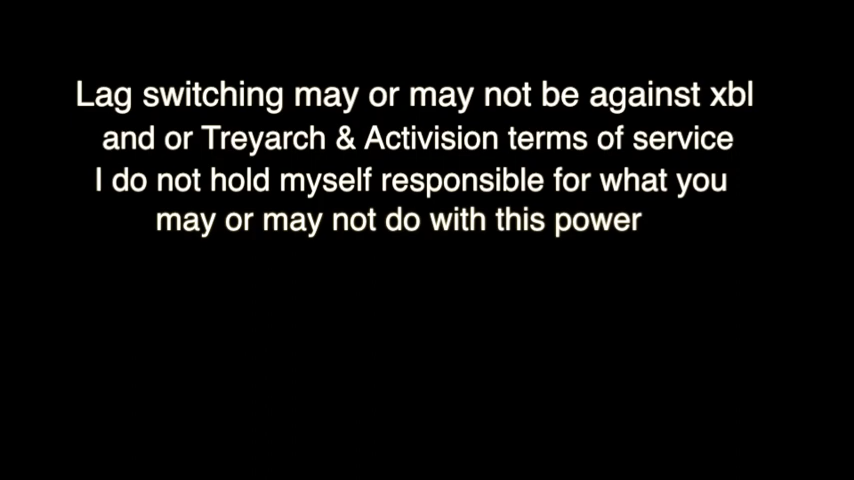 Lag switching may or may not be against xbl
and or Treyarch & Activision terms of service
I do not hold myself responsible for what you
may or may not do with this power